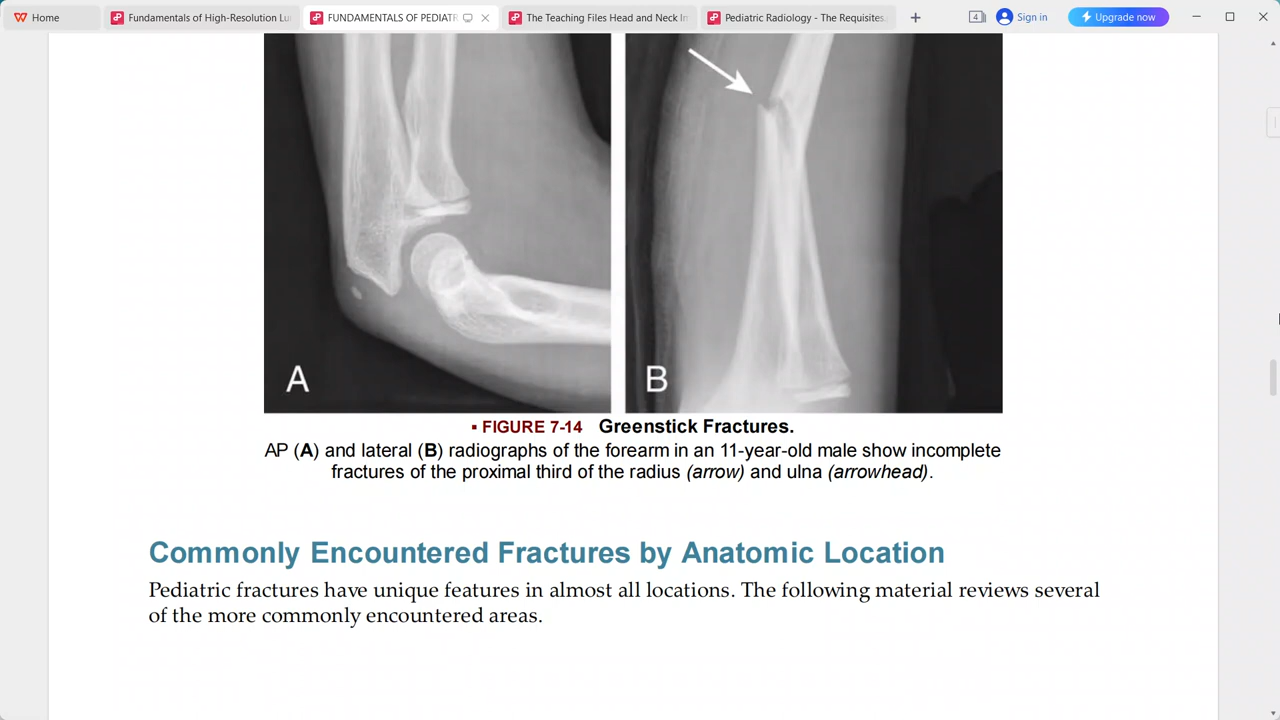 Home
Fundamentals of High-Resolution Lu
FUNDAMENTALS OF PEDIATR
The Teaching Files Head and Neck Im
Pediatric Radiology - The Requisites.
4
Sign in
Upgrade now
A
B
▪ FIGURE 7-14 Greenstick Fractures.
AP (A) and lateral (B) radiographs of the forearm in an 11-year-old male show incomplete
fractures of the proximal third of the radius (arrow) and ulna (arrowhead).
Commonly Encountered Fractures by Anatomic Location
Pediatric fractures have unique features in almost all locations. The following material reviews several
of the more commonly encountered areas.